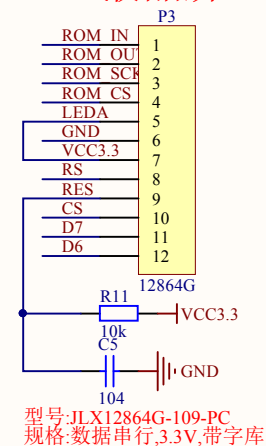 P3
ROM_IN 1
ROM_OUT 2
ROM_SCK 3
ROM_CS 4
LEDA 5
GND 6
VCC3.3 7
RS 8
RES 9
CS 10
D7 11
D6 12
12864G
R11
VCC3.3
10k
C5
GND
104
型号:JLX12864G-109-PC
规格:数据串行,3.3V,带字库